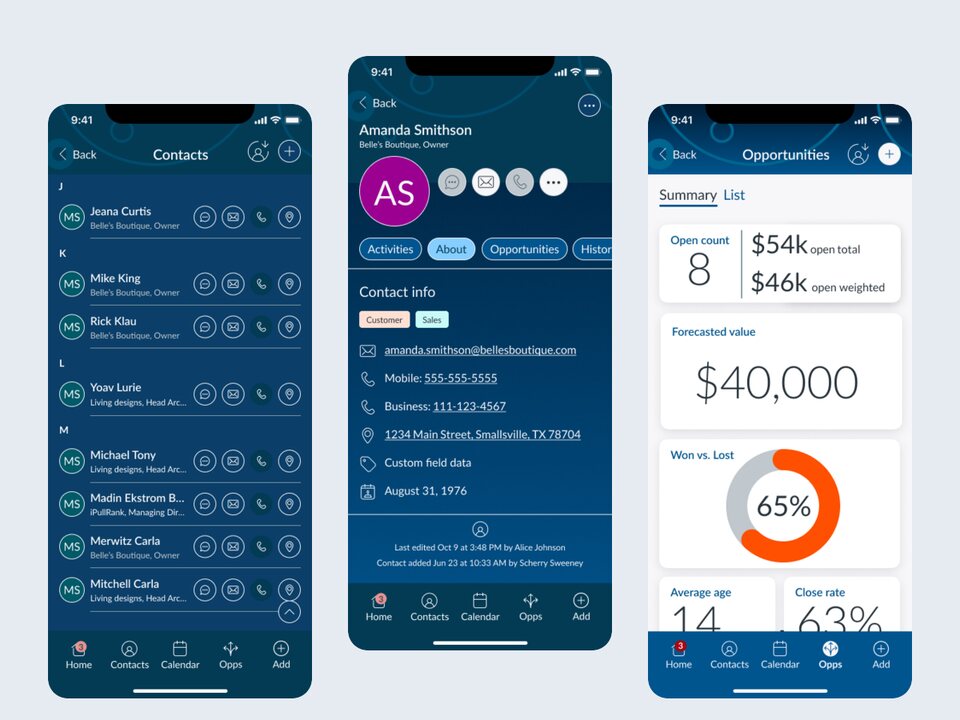 9:41
Back
Contacts
J
MS
Jeana Curtis
Belle's Boutique, Owner
K
MS
Mike King
Belle's Boutique, Owner
MS
Rick Klau
Belle's Boutique, Owner
L
MS
Yoav Lurie
Living designs, Head Arc...
M
MS
Michael Tony
Living designs, Head Arc...
MS
Madin Ekstrom B...
iPullRank, Managing Dir...
MS
Merwitz Carla
Belle's Boutique, Owner
MS
Mitchell Carla
Living designs, Head Arc...
3
Home Contacts Calendar Opps Add
9:41
Back
Amanda Smithson
Belle's Boutique, Owner
AS
Activities About Opportunities Histor
Contact info
Customer Sales
amanda.smithson@bellesboutique.com
Mobile: 555-555-5555
Business: 111-123-4567
1234 Main Street, Smallsville, TX 78704
Custom field data
August 31, 1976
Last edited Oct 9 at 3:48 PM by Alice Johnson
Contact added Jun 23 at 10:33 AM by Scherry Sweeney
3
Home Contacts Calendar Opps Add
9:41
Back
Opportunities
Summary List
Open count
8
$54k open total
$46k open weighted
Forecasted value
$40,000
Won vs. Lost
65%
Average age
14
Close rate
63%
3
Home Contacts Calendar Opps Add